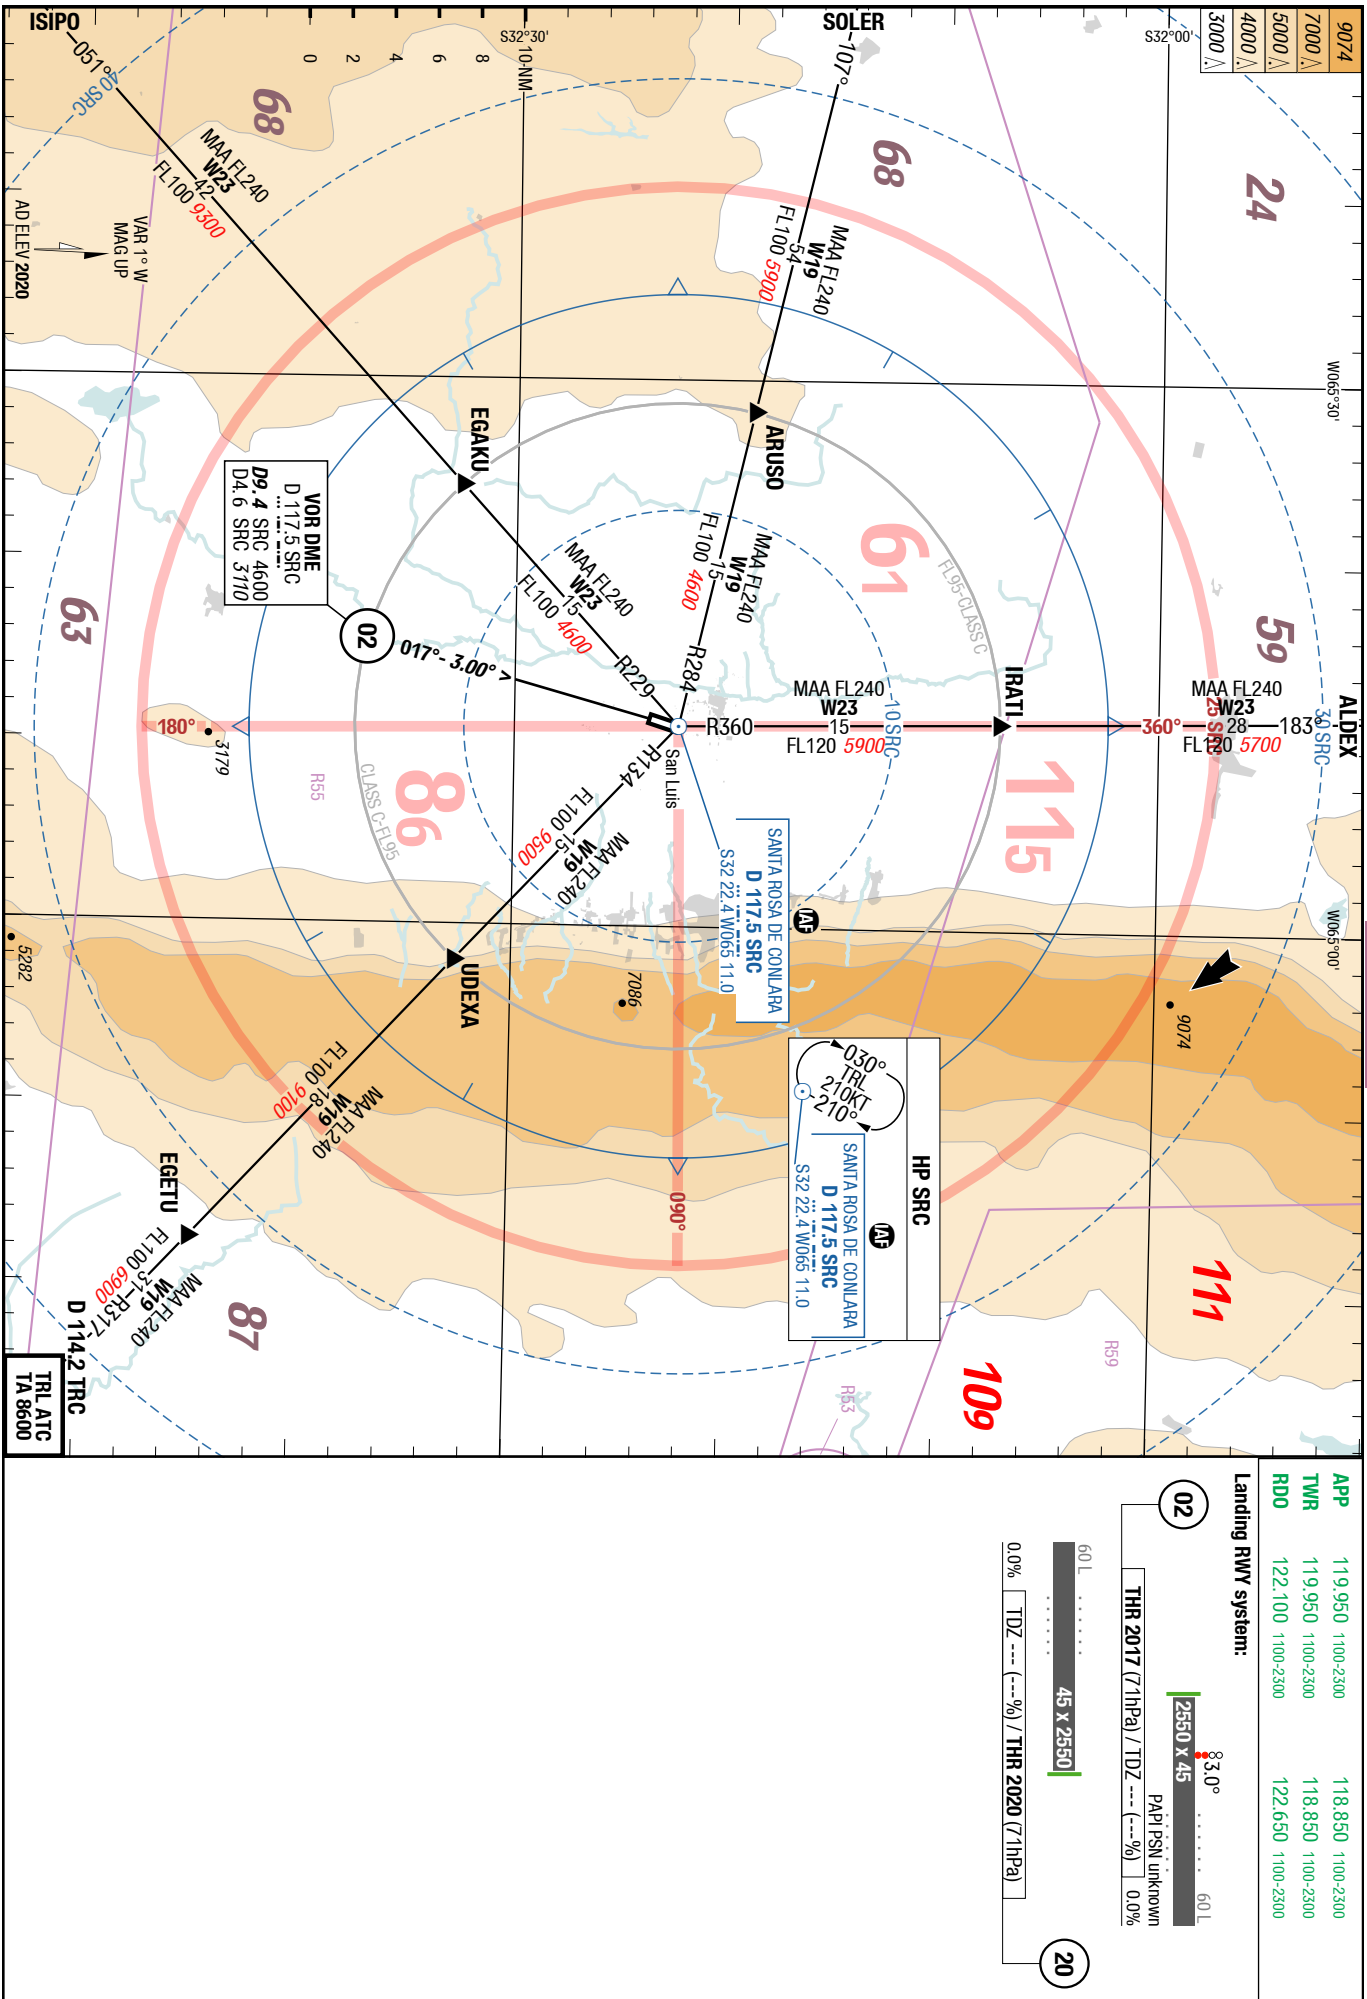 9074
7000
5000
4000
3000
ISIPO
S32°30'
SOLER
S32°00'
051°
40 SRC
0
2
4
6
8
10 NM
107°
68
68
24
MAA FL240
W23
42
FL100 9300
MAA FL240
W19
54
FL100 5900
VAR 1° W
MAG UP
AD ELEV 2020
W065°30'
EGAKU
ARUSO
VOR DME
D 117.5 SRC
D9.4 SRC 4600
D4.6 SRC 3110
02
017°- 3.00° >
MAA FL240
W23
15
FL100 4600
R229
MAA FL240
W19
15
FL100 4600
R284
61
FL95-CLASS C
63
59
IRATI
MAA FL240
W23
15
FL120 5900
R360
10 SRC
360°
25 SRC
MAA FL240
W23
28
FL120 5700
183°
30 SRC
ALDEX
180°
3179
R55
86
CLASS C-FL95
San Luis
R134
115
MAA FL240
W19
15
FL100 9500
SANTA ROSA DE CONLARA
D 117.5 SRC
S32 22.4 W065 11.0
IAF
W065°00'
5282
UDEXA
7086
9074
HP SRC
030°
TRL
210KT
210°
IAF
SANTA ROSA DE CONLARA
D 117.5 SRC
S32 22.4 W065 11.0
MAA FL240
W19
18
FL100 9100
090°
EGETU
MAA FL240
W19
31
FL100 6900
R317
D 114.2 TRC
87
111
109
R59
R53
TRL ATC
TA 8600
APP 119.950 1100-2300 118.850 1100-2300
TWR 119.950 1100-2300 118.850 1100-2300
RDO 122.100 1100-2300 122.650 1100-2300
Landing RWY system:
02
3.0°
PAPI PSN unknown
60 L
2550 x 45
THR 2017 (71hPa) / TDZ --- (---%) 0.0%
60 L
45 x 2550
0.0% TDZ --- (---%) / THR 2020 (71hPa)
20